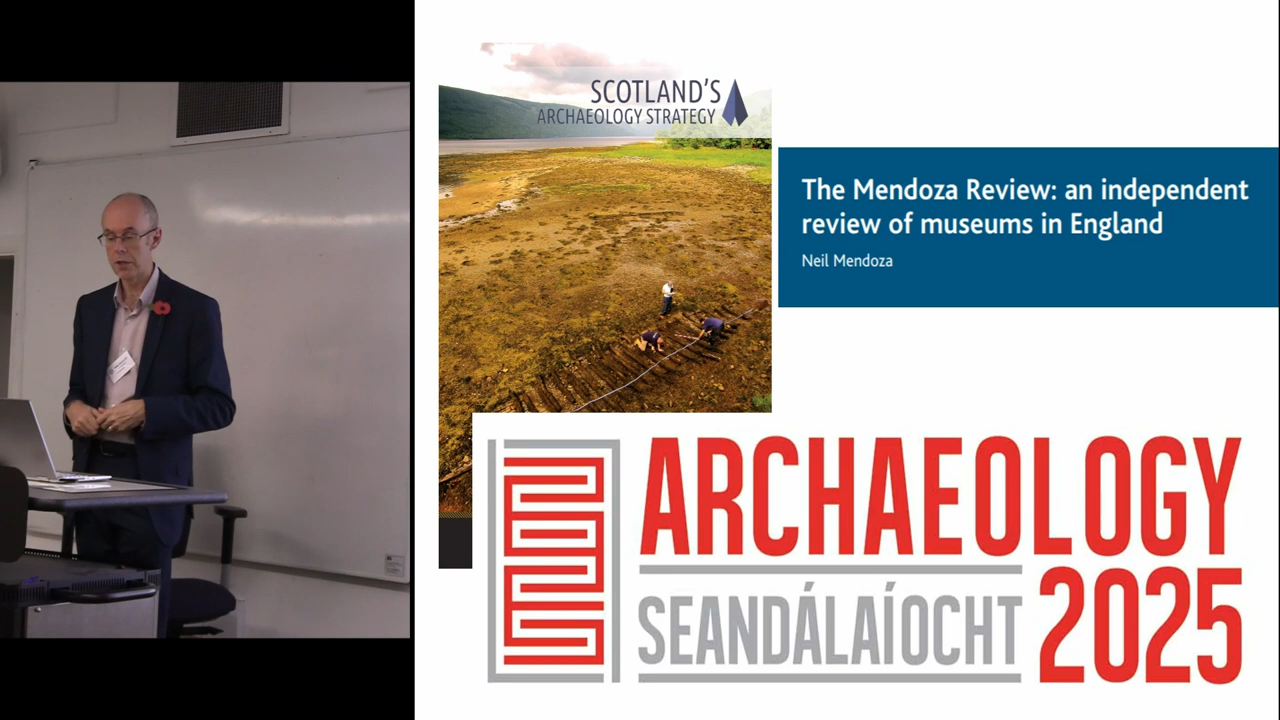 SCOTLAND'S
ARCHAEOLOGY STRATEGY
The Mendoza Review: an independent
review of museums in England
Neil Mendoza
ARCHAEOLOGY
SEANDÁLAÍOCHT
2025